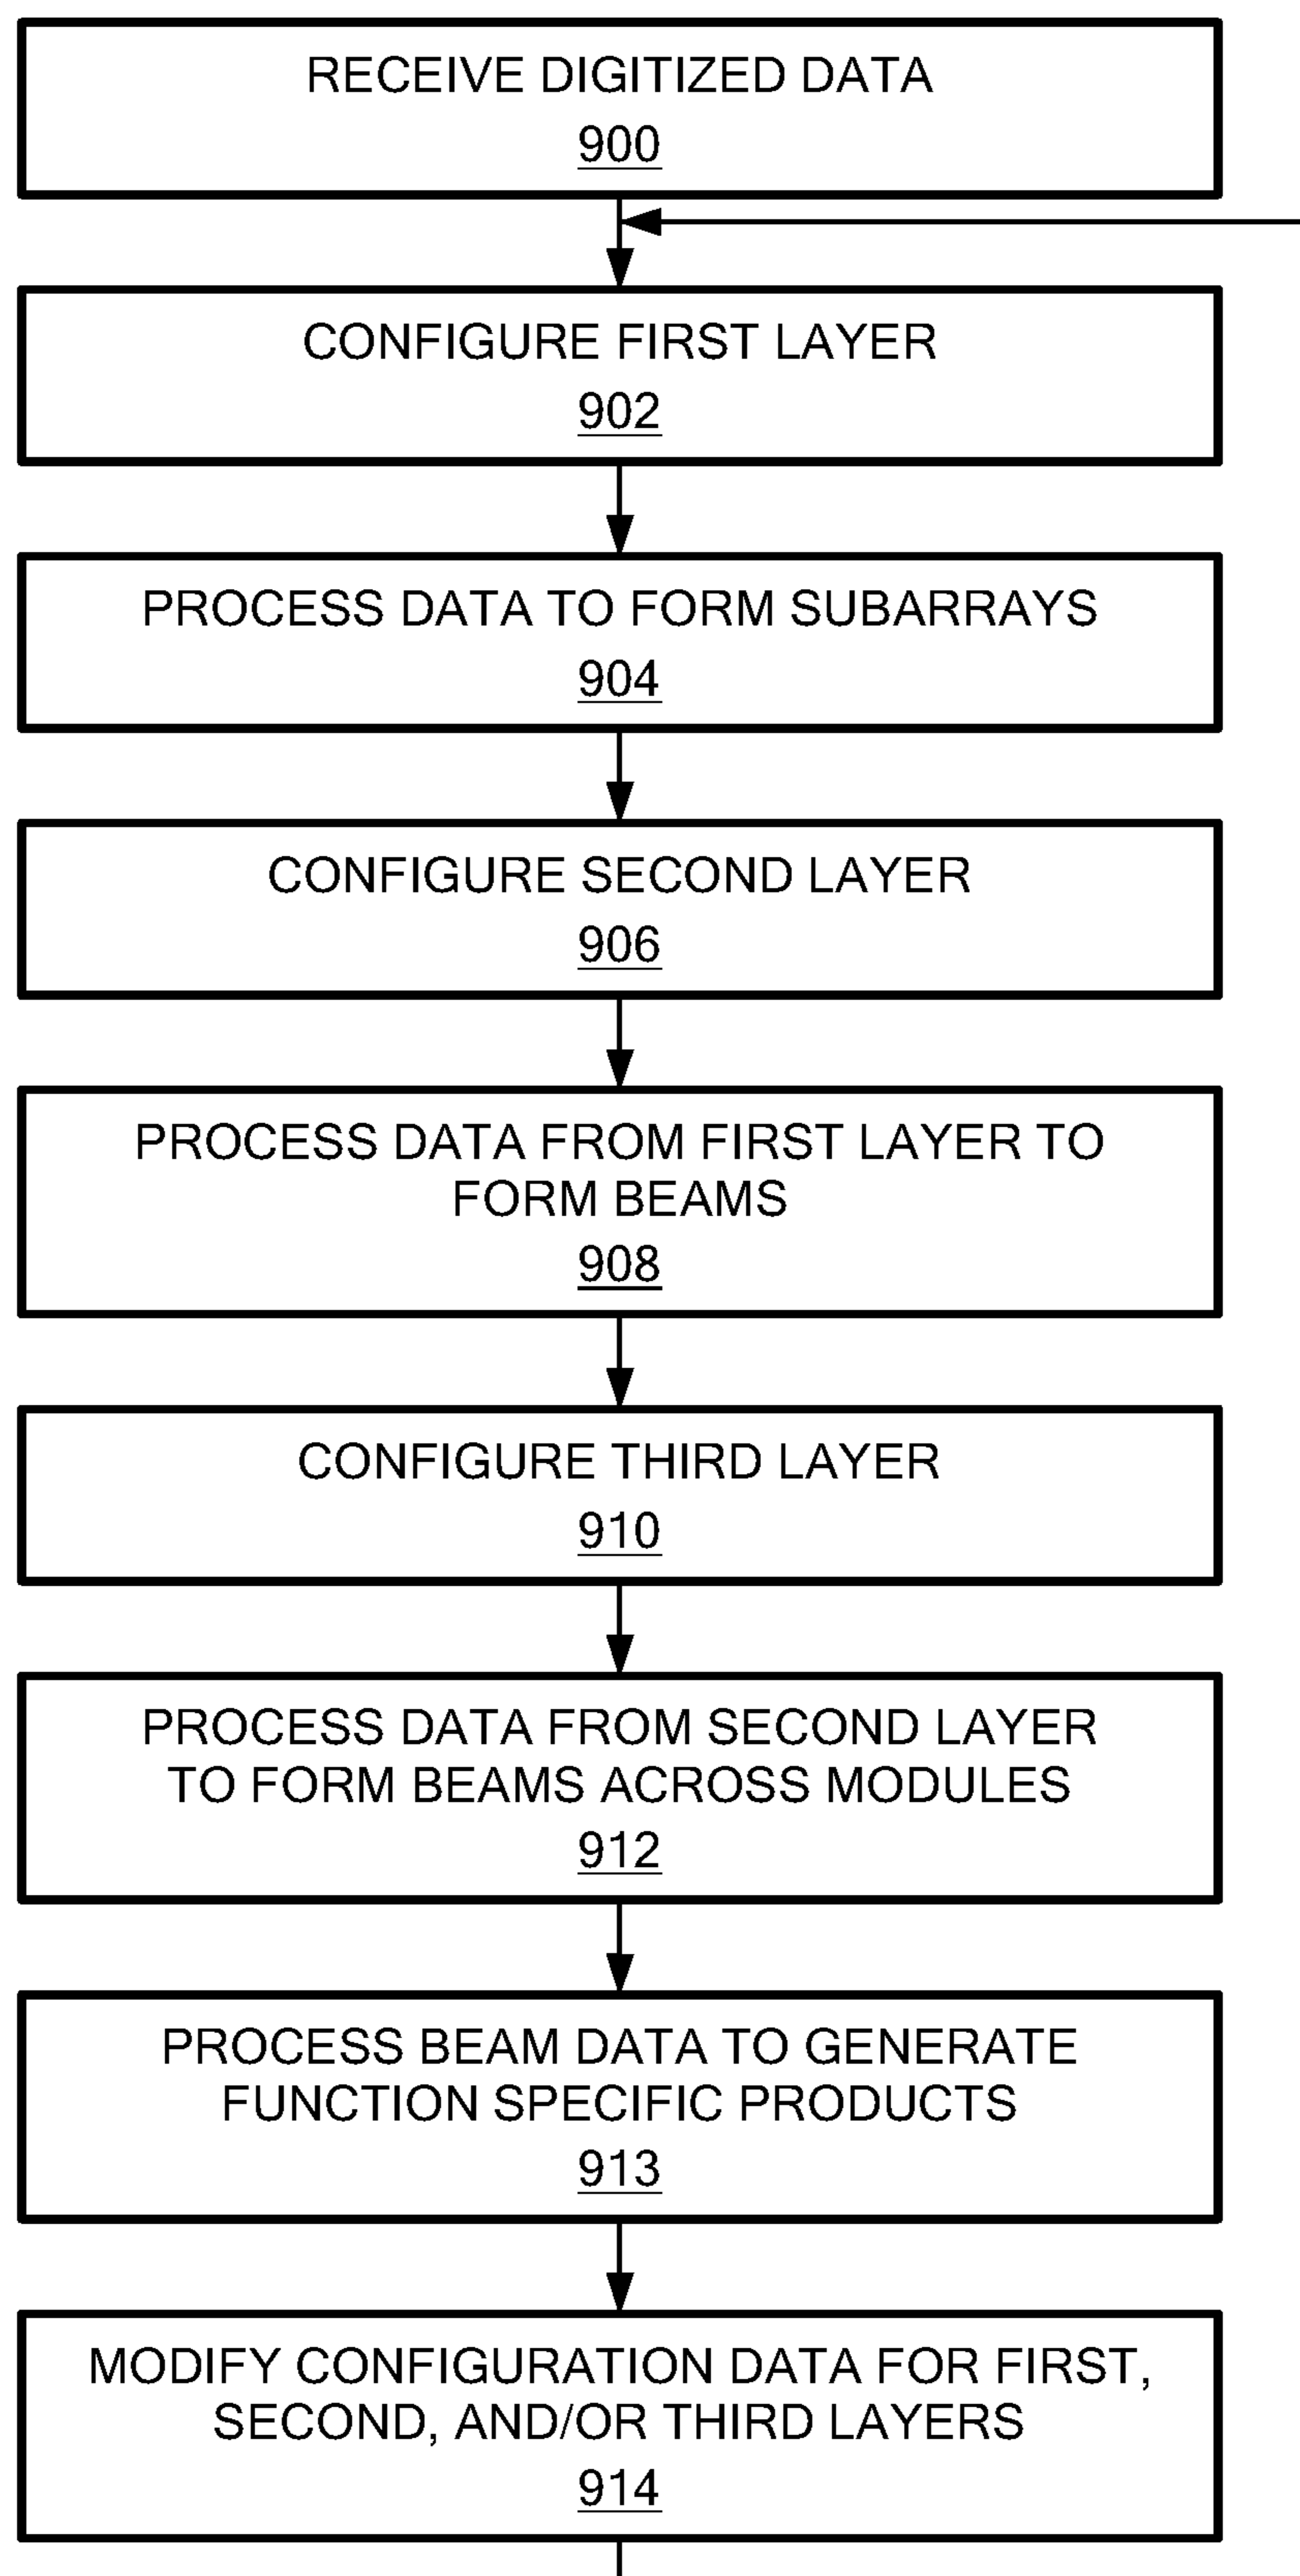 RECEIVE DIGITIZED DATA
900
CONFIGURE FIRST LAYER
902
PROCESS DATA TO FORM SUBARRAYS
904
CONFIGURE SECOND LAYER
906
PROCESS DATA FROM FIRST LAYER TO
FORM BEAMS
908
CONFIGURE THIRD LAYER
910
PROCESS DATA FROM SECOND LAYER
TO FORM BEAMS ACROSS MODULES
912
PROCESS BEAM DATA TO GENERATE
FUNCTION SPECIFIC PRODUCTS
913
MODIFY CONFIGURATION DATA FOR FIRST,
SECOND, AND/OR THIRD LAYERS
914